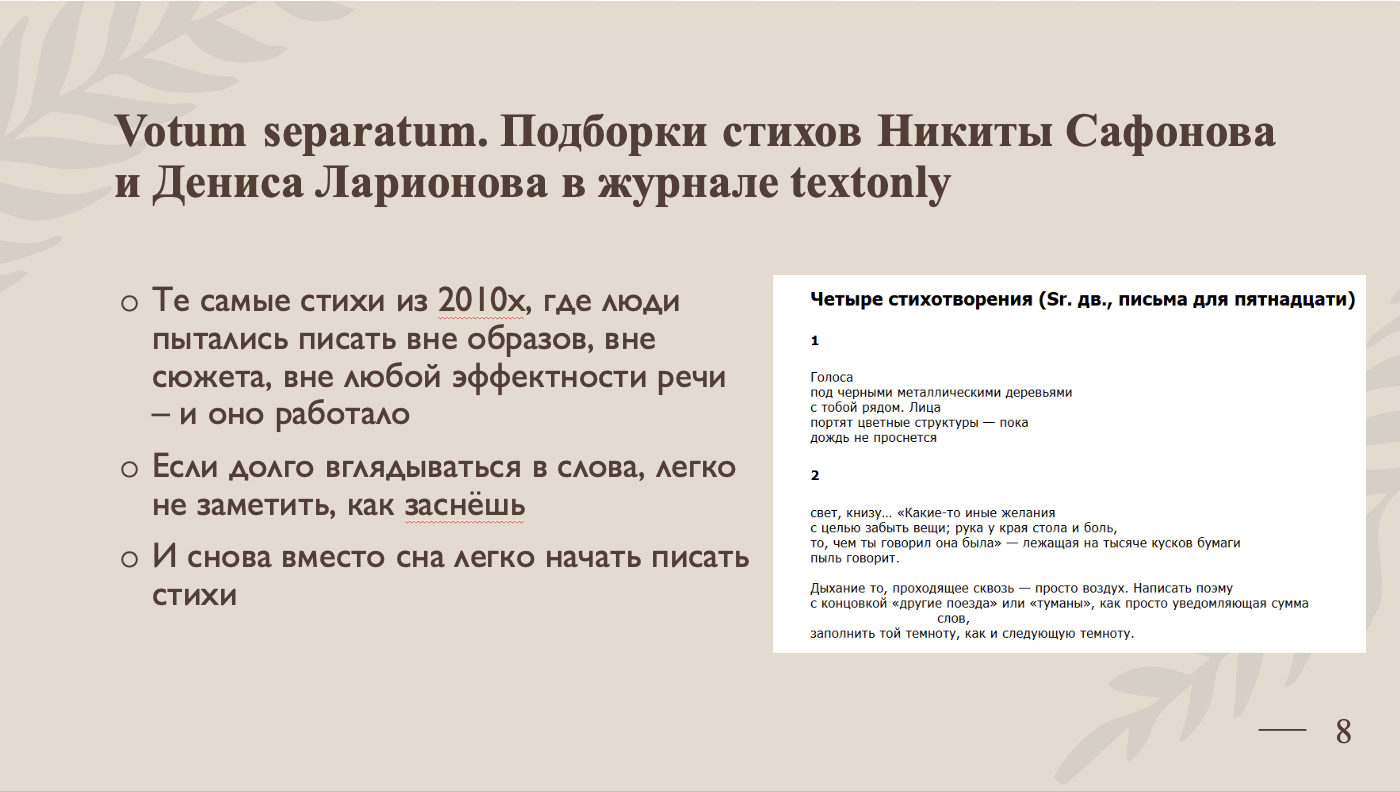 Votum separatum. Подборки стихов Никиты Сафонова
и Дениса Ларионова в журнале textonly
○ Те самые стихи из 2010х, где люди
пытались писать вне образов, вне
сюжета, вне любой эффектности речи
– и оно работало
○ Если долго вглядываться в слова, легко
не заметить, как заснёшь
○ И снова вместо сна легко начать писать
стихи
Четыре стихотворения (Sr. дв., письма для пятнадцати)
1
Голоса
под черными металлическими деревьями
с тобой рядом. Лица
портят цветные структуры — пока
дождь не проснется
2
свет, книзу... «Какие-то иные желания
с целью забыть вещи; рука у края стола и боль,
то, чем ты говорил она была» — лежащая на тысяче кусков бумаги
пыль говорит.
Дыхание то, проходящее сквозь — просто воздух. Написать поэму
с концовкой «другие поезда» или «туманы», как просто уведомляющая сумма
слов,
заполнить той темноту, как и следующую темноту.
8